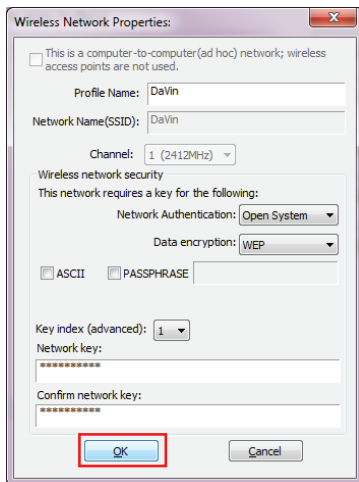 Wireless Network Properties:
This is a computer-to-computer(ad hoc) network; wireless
access points are not used.
Profile Name: DaVin
Network Name(SSID): DaVin
Channel: 1 (2412MHz)
Wireless network security
This network requires a key for the following:
Network Authentication: Open System
Data encryption: WEP
ASCII PASSPHRASE
Key index (advanced): 1
Network key:
**********
Confirm network key:
**********
OK Cancel